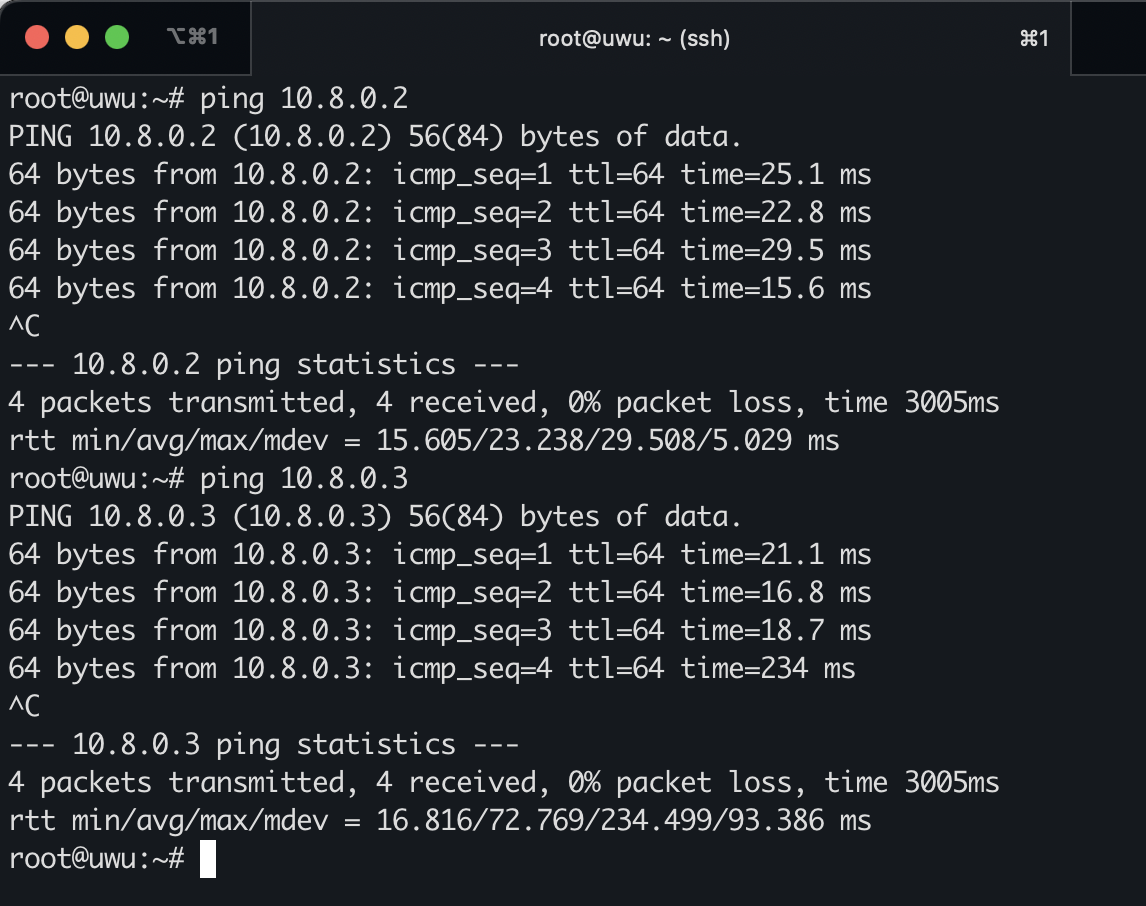 ⌥⌘1 root@uwu: ~ (ssh) ⌘1
root@uwu:~# ping 10.8.0.2
PING 10.8.0.2 (10.8.0.2) 56(84) bytes of data.
64 bytes from 10.8.0.2: icmp_seq=1 ttl=64 time=25.1 ms
64 bytes from 10.8.0.2: icmp_seq=2 ttl=64 time=22.8 ms
64 bytes from 10.8.0.2: icmp_seq=3 ttl=64 time=29.5 ms
64 bytes from 10.8.0.2: icmp_seq=4 ttl=64 time=15.6 ms
^C
--- 10.8.0.2 ping statistics ---
4 packets transmitted, 4 received, 0% packet loss, time 3005ms
rtt min/avg/max/mdev = 15.605/23.238/29.508/5.029 ms
root@uwu:~# ping 10.8.0.3
PING 10.8.0.3 (10.8.0.3) 56(84) bytes of data.
64 bytes from 10.8.0.3: icmp_seq=1 ttl=64 time=21.1 ms
64 bytes from 10.8.0.3: icmp_seq=2 ttl=64 time=16.8 ms
64 bytes from 10.8.0.3: icmp_seq=3 ttl=64 time=18.7 ms
64 bytes from 10.8.0.3: icmp_seq=4 ttl=64 time=234 ms
^C
--- 10.8.0.3 ping statistics ---
4 packets transmitted, 4 received, 0% packet loss, time 3005ms
rtt min/avg/max/mdev = 16.816/72.769/234.499/93.386 ms
root@uwu:~#